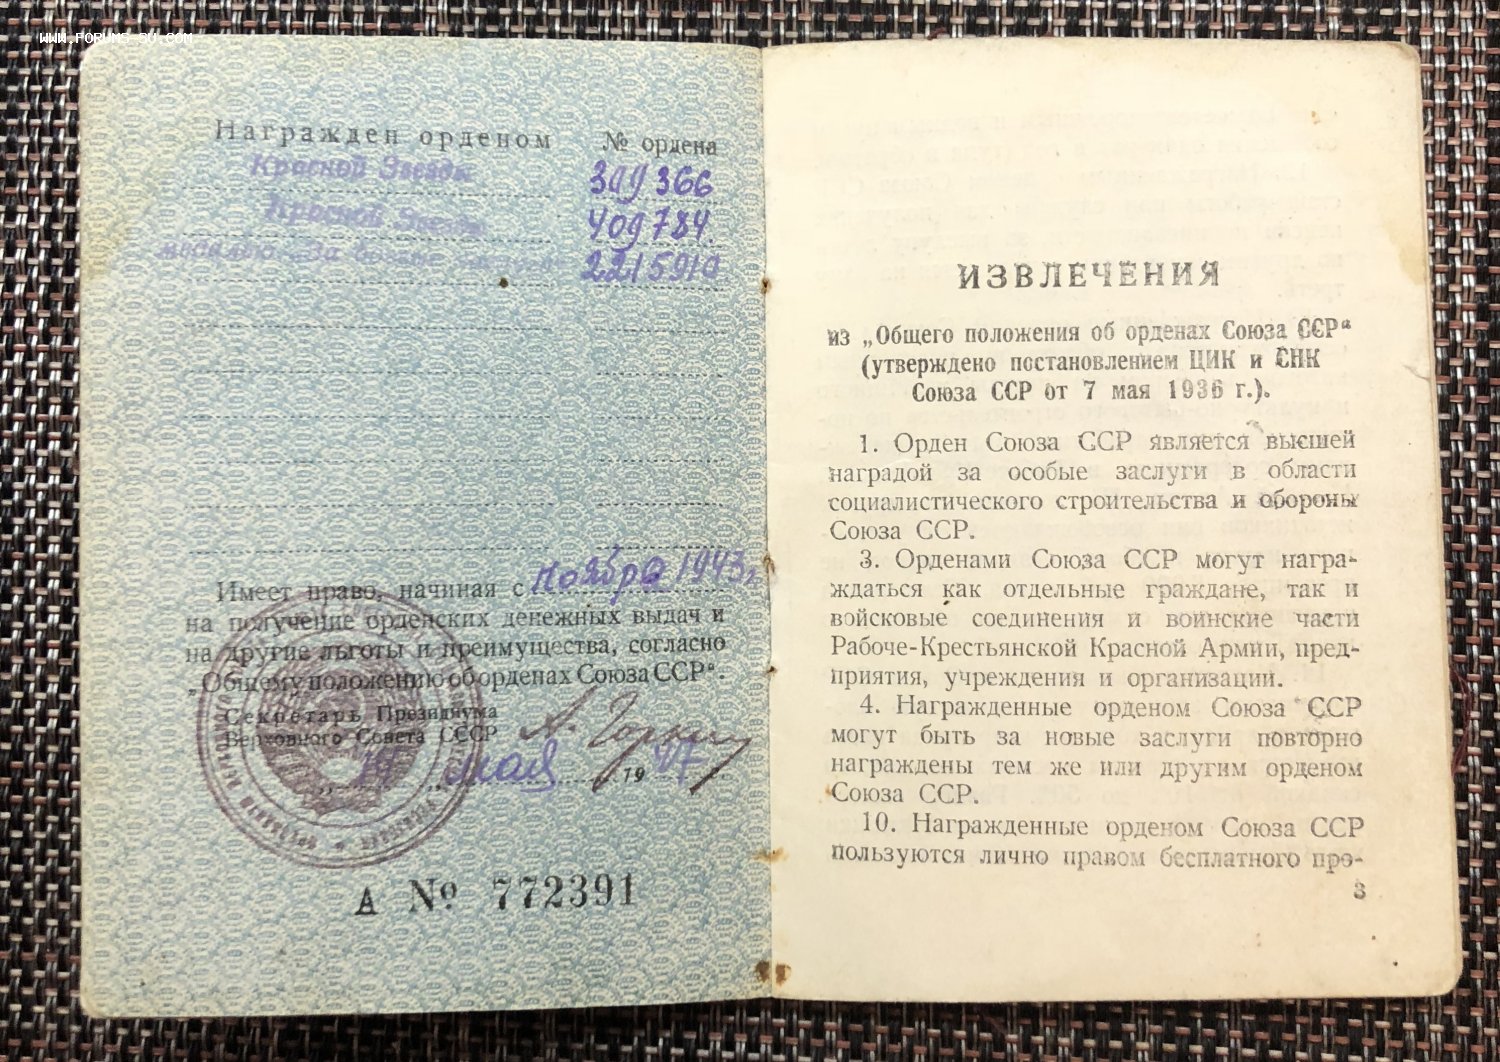 WWW.FORUMS-SU.COM
Награжден орденом № ордена
Красной Звезды 399366
Красной Звезды 409784.
медалью „За боевые 2215910
Имеет право, начиная с ноября 1943 г.
на получение орденских денежных выдач и
на другие льготы и преимущества, согласно
„Общему положению об орденах Союза ССР“.
Секретарь Президиума
Верховного Совета СССР А. Горкин
мая 1947 г.
А № 772391
ИЗВЛЕЧЕНИЯ
из „Общего положения об орденах Союза ССР“
(утверждено постановлением ЦИК и СНК
Союза ССР от 7 мая 1936 г.).
1. Орден Союза ССР является высшей
наградой за особые заслуги в области
социалистического строительства и обороны
Союза ССР.
3. Орденами Союза ССР могут награ-
ждаться как отдельные граждане, так и
войсковые соединения и воинские части
Рабоче-Крестьянской Красной Армии, пред-
приятия, учреждения и организации.
4. Награжденные орденом Союза ССР
могут быть за новые заслуги повторно
награждены тем же или другим орденом
Союза ССР.
10. Награжденные орденом Союза ССР
пользуются лично правом бесплатного про-
3